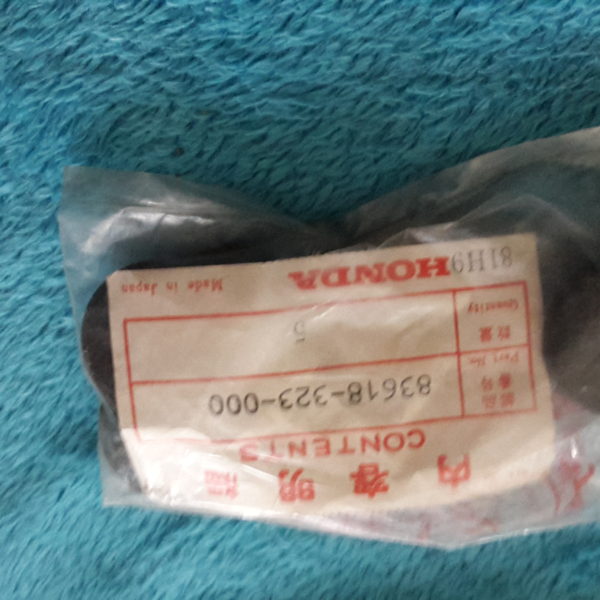 内容明細
CONTENTS
部品番号 83618-323-000
Part No.
数量 5
Quantity
81H9 HONDA Made in Japan